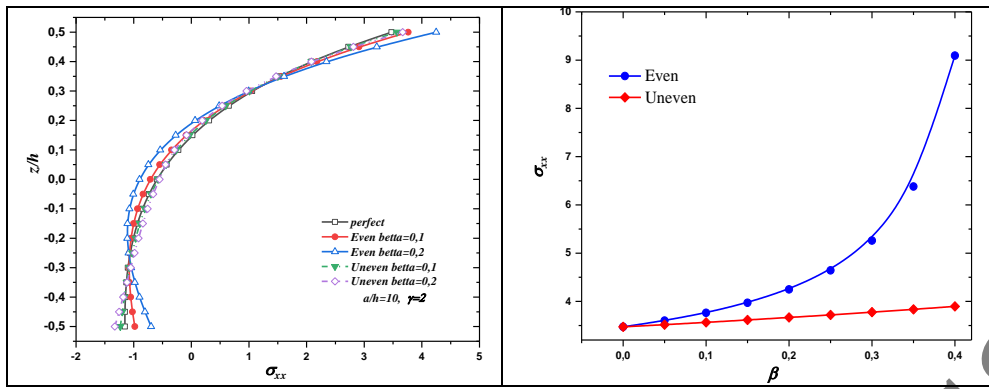 0,5
0,4
0,3
0,2
0,1
0,0
-0,1
-0,2
-0,3
-0,4
-0,5
z/h
perfect
Even betta=0,1
Even betta=0,2
Uneven betta=0,1
Uneven betta=0,2
a/h=10, γ=2
-2 -1 0 1 2 3 4 5
σxx
10
9
8
7
6
5
4
σxx
Even
Uneven
0,0 0,1 0,2 0,3 0,4
β